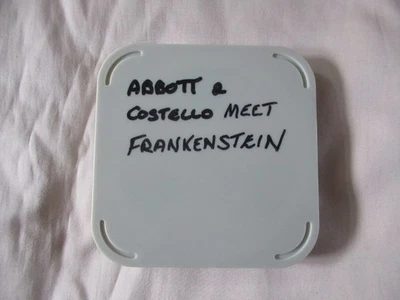 ABBOTT &
COSTELLO MEET
FRANKENSTEIN